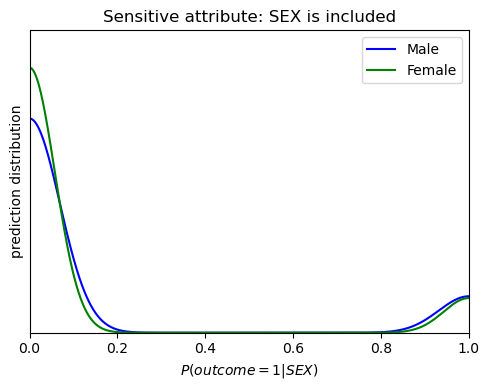 Sensitive attribute: SEX is included
Male
Female
prediction distribution
0.0 0.2 0.4 0.6 0.8 1.0
P(outcome = 1|SEX)